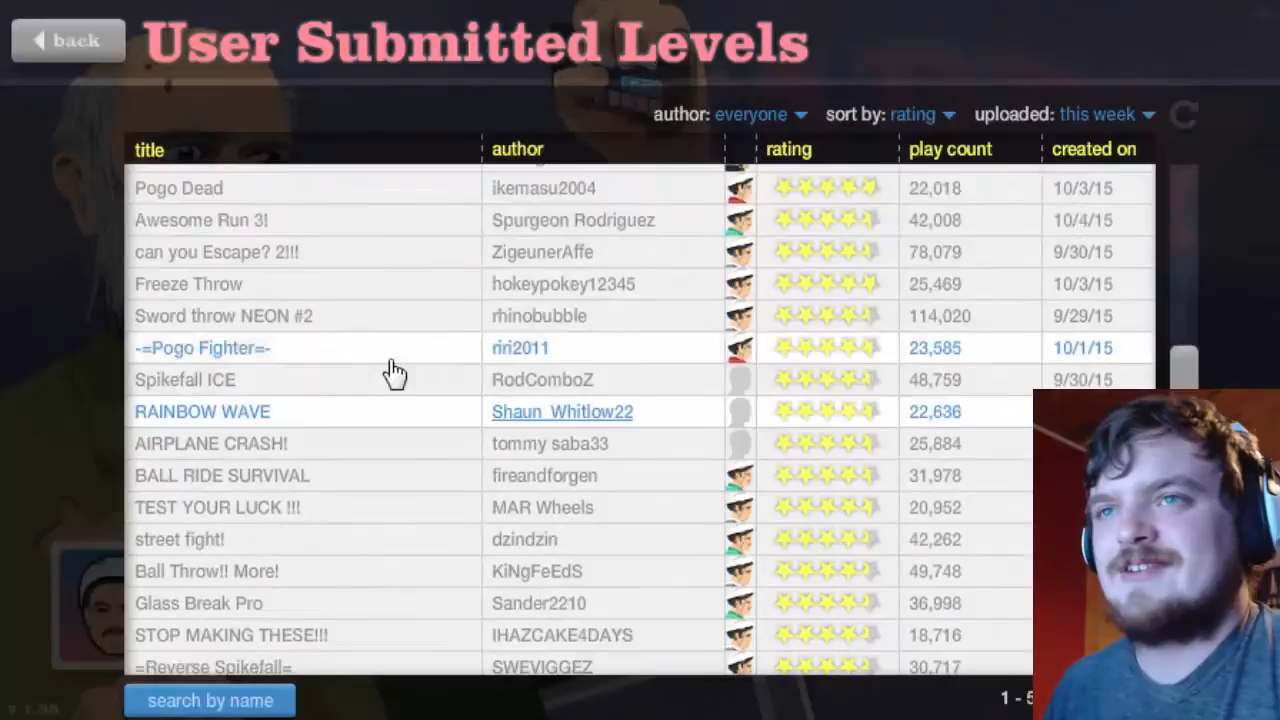 back
User Submitted Levels
author: everyone sort by: rating uploaded: this week
title author rating play count created on
Pogo Dead ikemasu2004 22,018 10/3/15
Awesome Run 3! Spurgeon Rodriguez 42,008 10/4/15
can you Escape? 2!!! ZigeunerAffe 78,079 9/30/15
Freeze Throw hokeypokey12345 25,469 10/3/15
Sword throw NEON #2 rhinobubble 114,020 9/29/15
-=Pogo Fighter=- riri2011 23,585 10/1/15
Spikefall ICE RodComboZ 48,759 9/30/15
RAINBOW WAVE Shaun_Whitlow22 22,636
AIRPLANE CRASH! tommy saba33 25,884
BALL RIDE SURVIVAL fireandforgen 31,978
TEST YOUR LUCK !!! MAR Wheels 20,952
street fight! dzindzin 42,262
Ball Throw!! More! KiNgFeEdS 49,748
Glass Break Pro Sander2210 36,998
STOP MAKING THESE!!! IHAZCAKE4DAYS 18,716
=Reverse Spikefall= SWEVIGGEZ 30,717
search by name 1 - 5